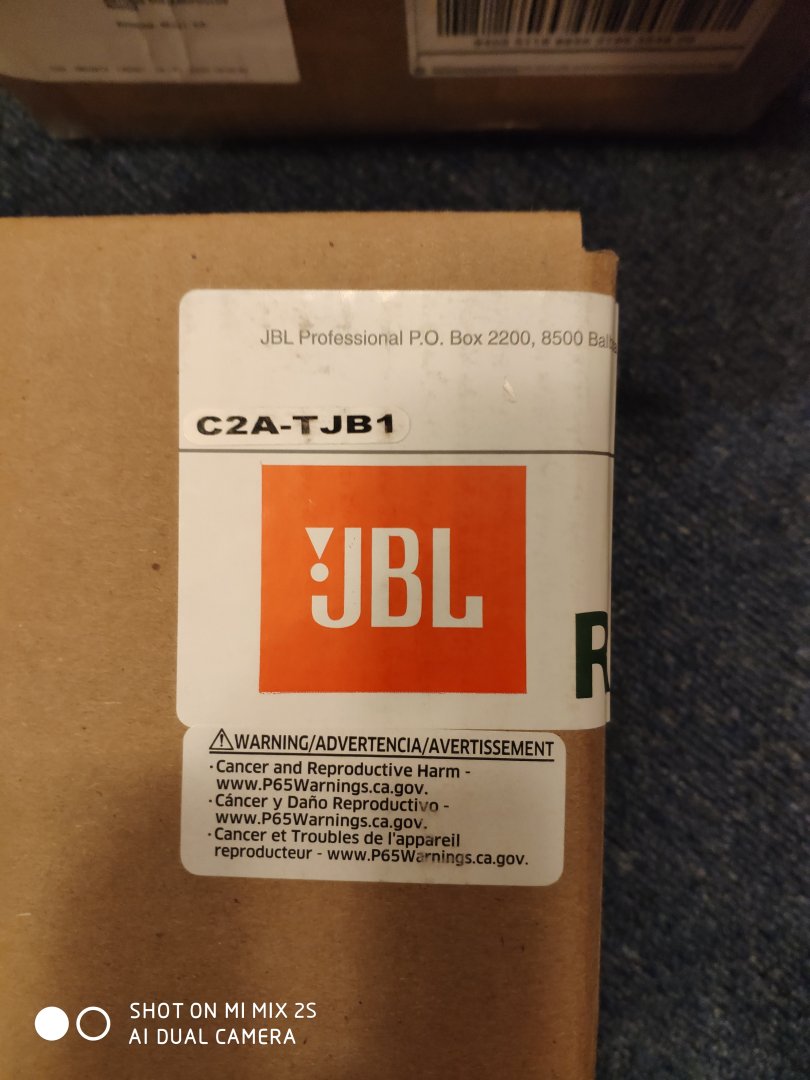 JBL Professional P.O. Box 2200, 8500
C2A-TJB1
JBL
R
⚠WARNING/ADVERTENCIA/AVERTISSEMENT
·Cancer and Reproductive Harm -
www.P65Warnings.ca.gov.
·Cáncer y Daño Reproductivo -
www.P65Warnings.ca.gov.
·Cancer et Troubles de l'appareil
reproducteur - www.P65Warnings.ca.gov.
SHOT ON MI MIX 2S
AI DUAL CAMERA